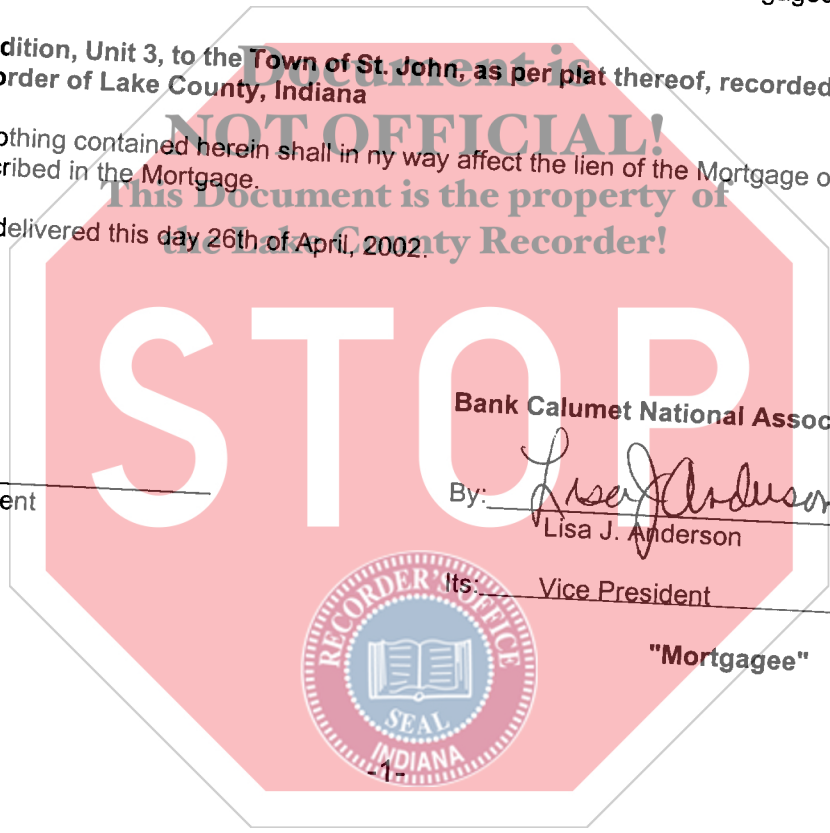 dition, Unit 3, to the Town of St. John, as per plat thereof, recorded
order of Lake County, Indiana
Document is
NOT OFFICIAL!
This Document is the property of
the Lake County Recorder!
othing contained herein shall in ny way affect the lien of the Mortgage o
cribed in the Mortgage.
delivered this day 26th of April, 2002.
STOP
Bank Calumet National Assoc
ent
By: Lisa J Anderson
Lisa J. Anderson
Its: Vice President
"Mortgagee"
RECORDER'S OFFICE
SEAL
INDIANA
-1-